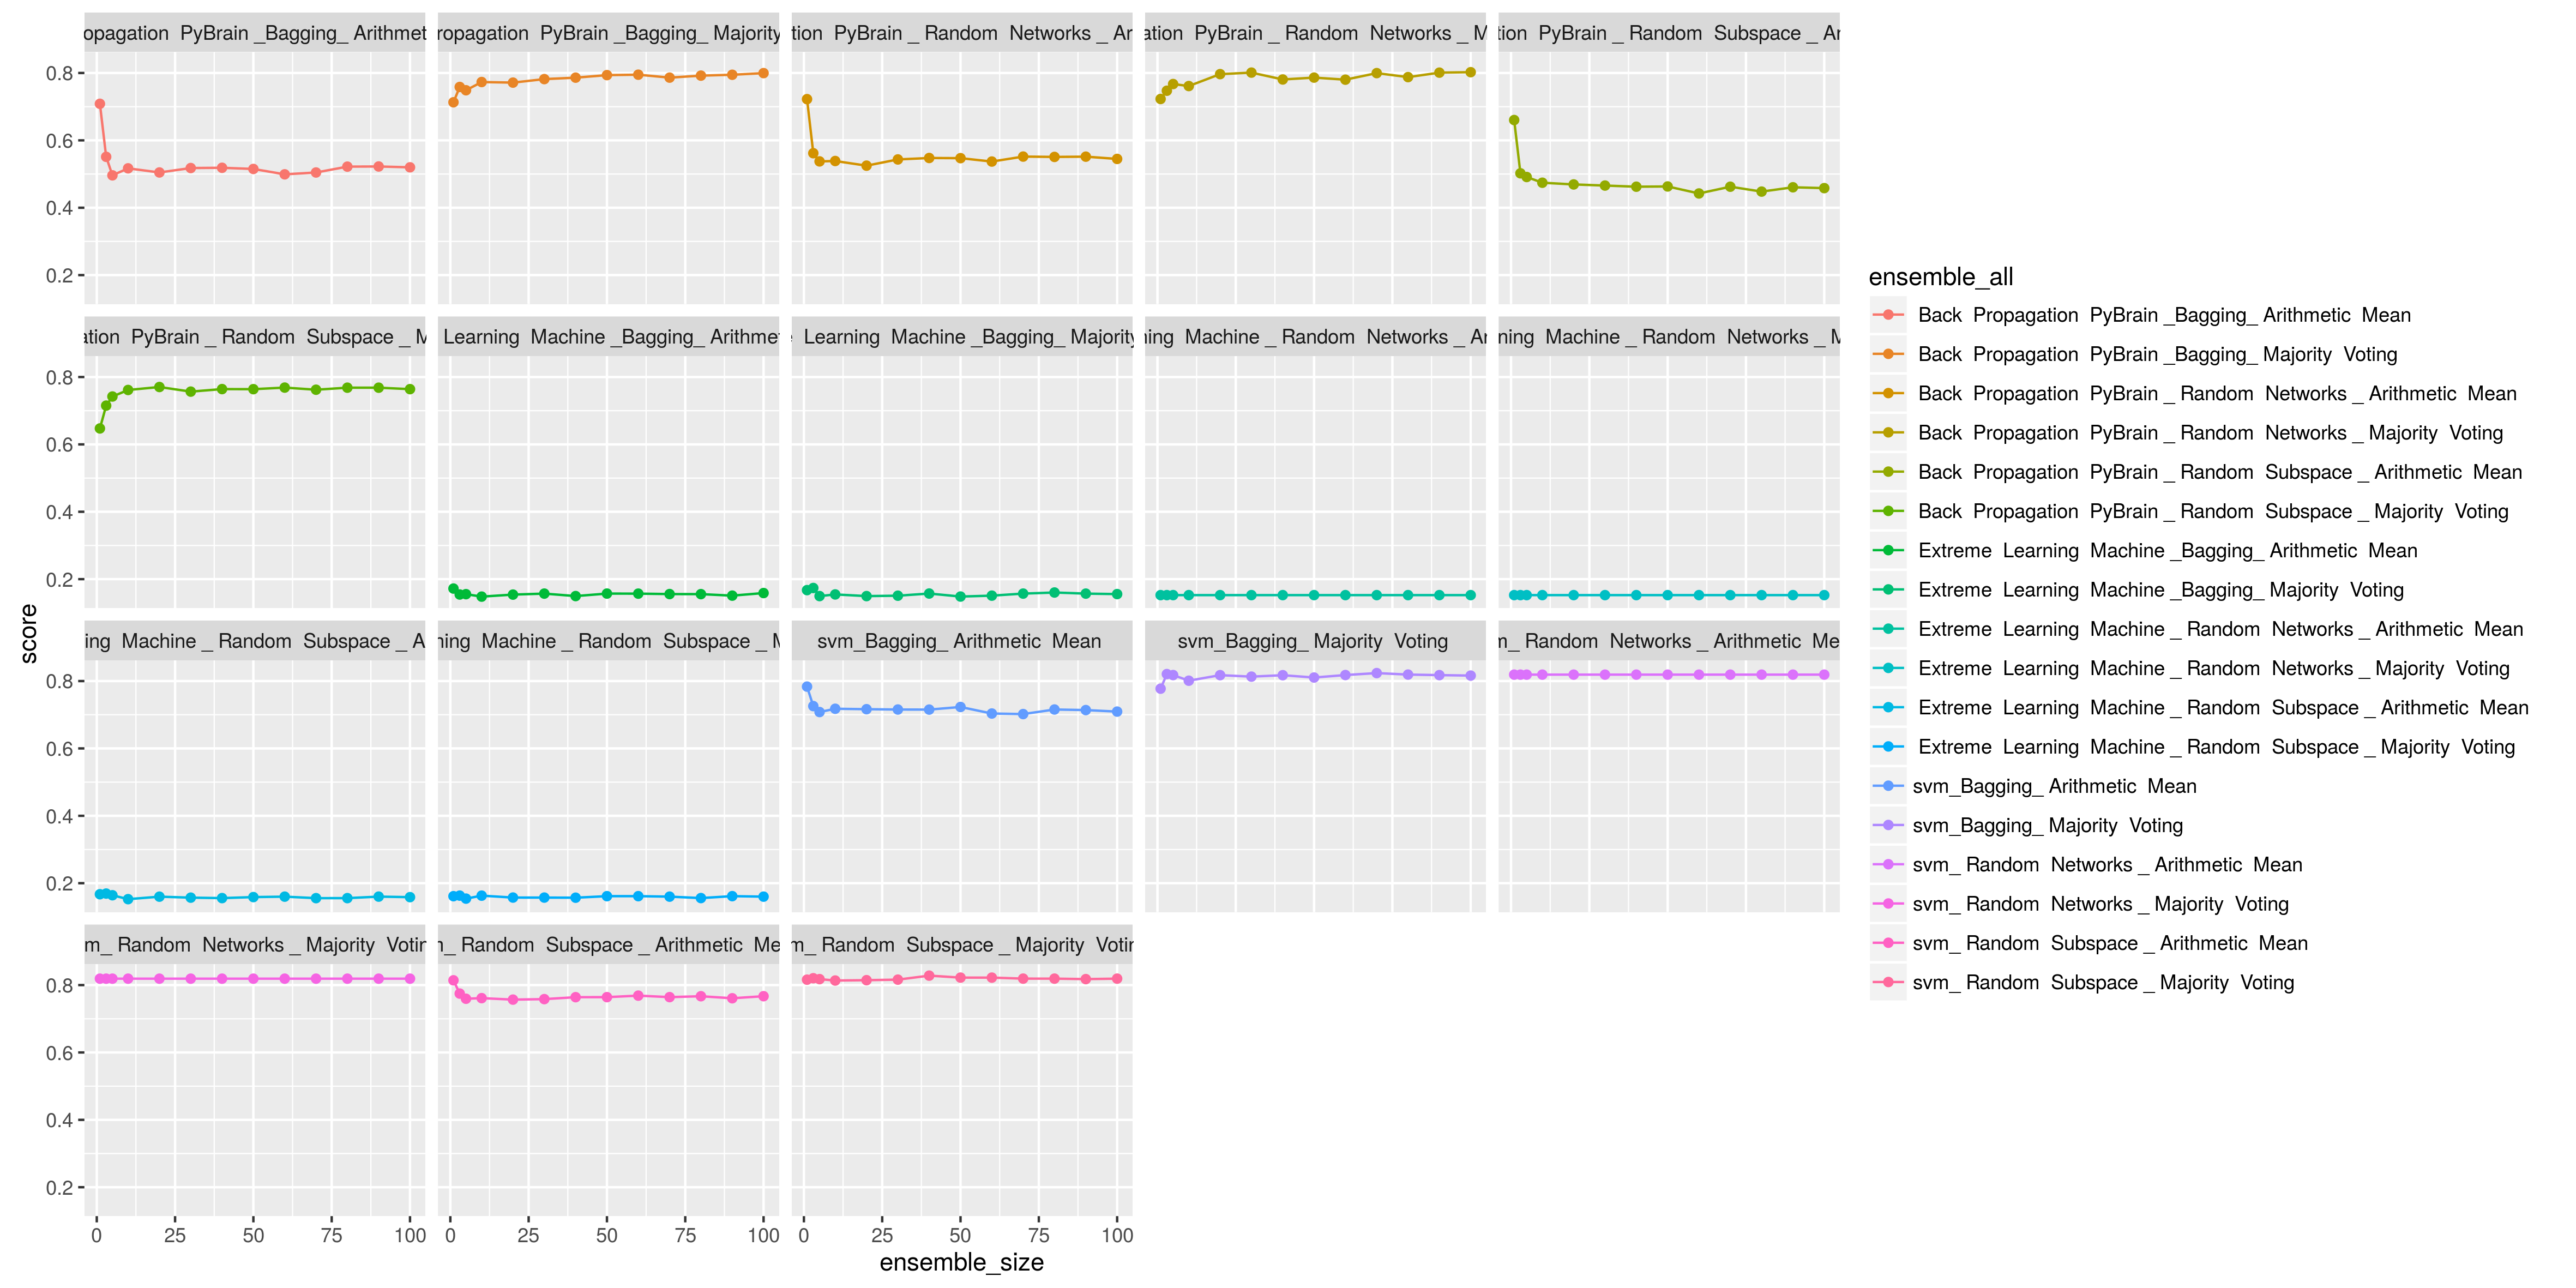 opagation PyBrain _Bagging_ Arithmet
ropagation PyBrain _Bagging_ Majority
tion PyBrain _ Random Networks _ Ar
ation PyBrain _ Random Networks _ M
tion PyBrain _ Random Subspace _ Ar
0.8
0.6
0.4
0.2
ation PyBrain _ Random Subspace _ M
Learning Machine _Bagging_ Arithmet
Learning Machine _Bagging_ Majority
ning Machine _ Random Networks _ Ar
ning Machine _ Random Networks _ M
0.8
0.6
0.4
0.2
ing Machine _ Random Subspace _ A
ning Machine _ Random Subspace _ M
svm_Bagging_ Arithmetic Mean
svm_Bagging_ Majority Voting
m_ Random Networks _ Arithmetic Me
0.8
0.6
0.4
0.2
m_ Random Networks _ Majority Votin
n_ Random Subspace _ Arithmetic Me
m_ Random Subspace _ Majority Votin
0.8
0.6
0.4
0.2
0 25 50 75 100
0 25 50 75 100
0 25 50 75 100
ensemble_size
score
ensemble_all
Back Propagation PyBrain _Bagging_ Arithmetic Mean
Back Propagation PyBrain _Bagging_ Majority Voting
Back Propagation PyBrain _ Random Networks _ Arithmetic Mean
Back Propagation PyBrain _ Random Networks _ Majority Voting
Back Propagation PyBrain _ Random Subspace _ Arithmetic Mean
Back Propagation PyBrain _ Random Subspace _ Majority Voting
Extreme Learning Machine _Bagging_ Arithmetic Mean
Extreme Learning Machine _Bagging_ Majority Voting
Extreme Learning Machine _ Random Networks _ Arithmetic Mean
Extreme Learning Machine _ Random Networks _ Majority Voting
Extreme Learning Machine _ Random Subspace _ Arithmetic Mean
Extreme Learning Machine _ Random Subspace _ Majority Voting
svm_Bagging_ Arithmetic Mean
svm_Bagging_ Majority Voting
svm_ Random Networks _ Arithmetic Mean
svm_ Random Networks _ Majority Voting
svm_ Random Subspace _ Arithmetic Mean
svm_ Random Subspace _ Majority Voting